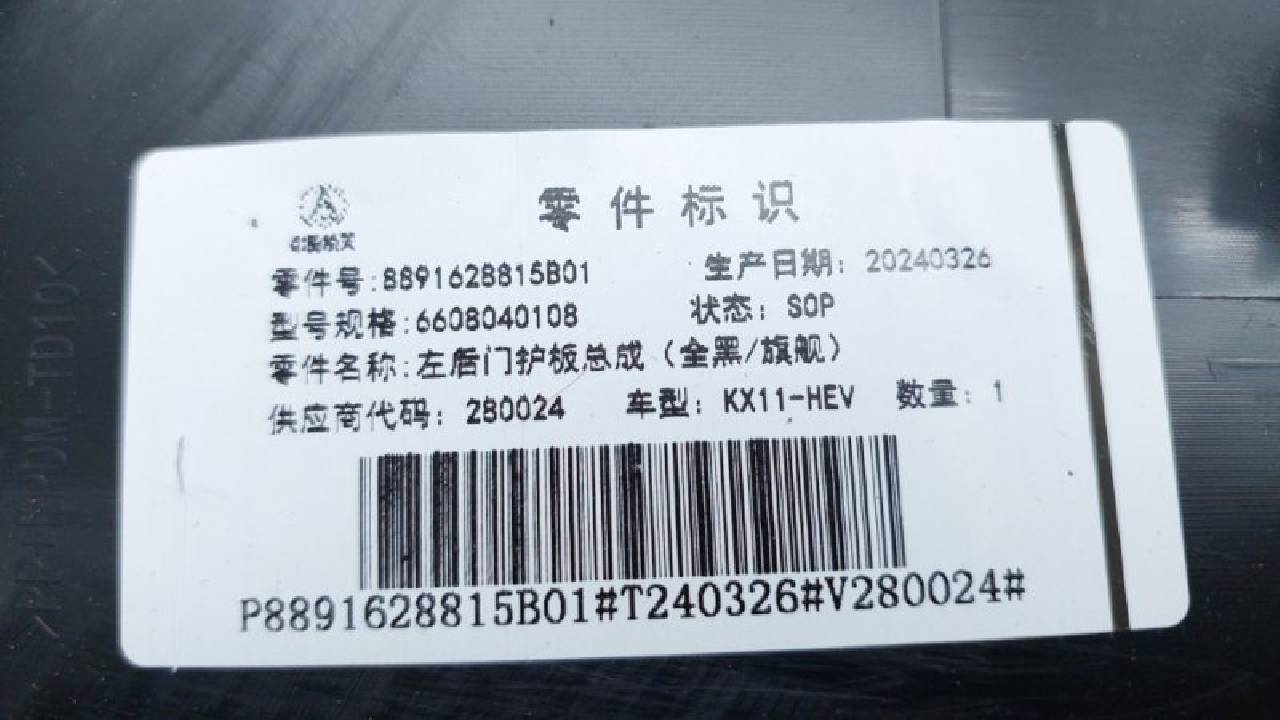 零件标识
零件号:8891628815B01 生产日期: 20240326
型号规格:6608040108 状态: SOP
零件名称:左盾门护板总成(全黑/旗舰)
供应商代码: 280024 车型: KX11-HEV 数量: 1
P8891628815B01#T240326#V280024#